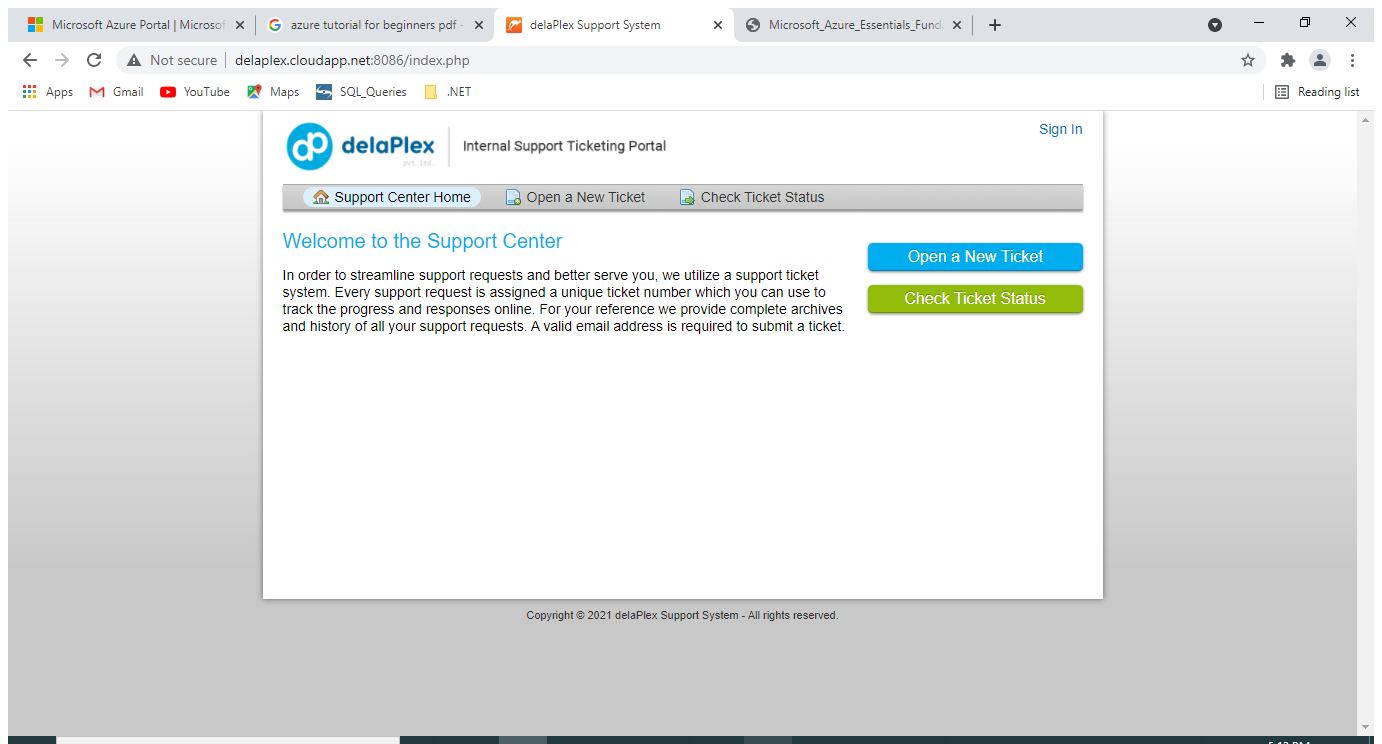 Microsoft Azure Portal | Microsof
azure tutorial for beginners pdf -
delaPlex Support System
Microsoft_Azure_Essentials_Fund
Not secure | delaplex.cloudapp.net:8086/index.php
Apps
Gmail
YouTube
Maps
SQL_Queries
.NET
Reading list
dp delaPlex
pvt.ltd.
Internal Support Ticketing Portal
Sign In
Support Center Home
Open a New Ticket
Check Ticket Status
Welcome to the Support Center
In order to streamline support requests and better serve you, we utilize a support ticket
system. Every support request is assigned a unique ticket number which you can use to
track the progress and responses online. For your reference we provide complete archives
and history of all your support requests. A valid email address is required to submit a ticket.
Open a New Ticket
Check Ticket Status
Copyright © 2021 delaPlex Support System - All rights reserved.